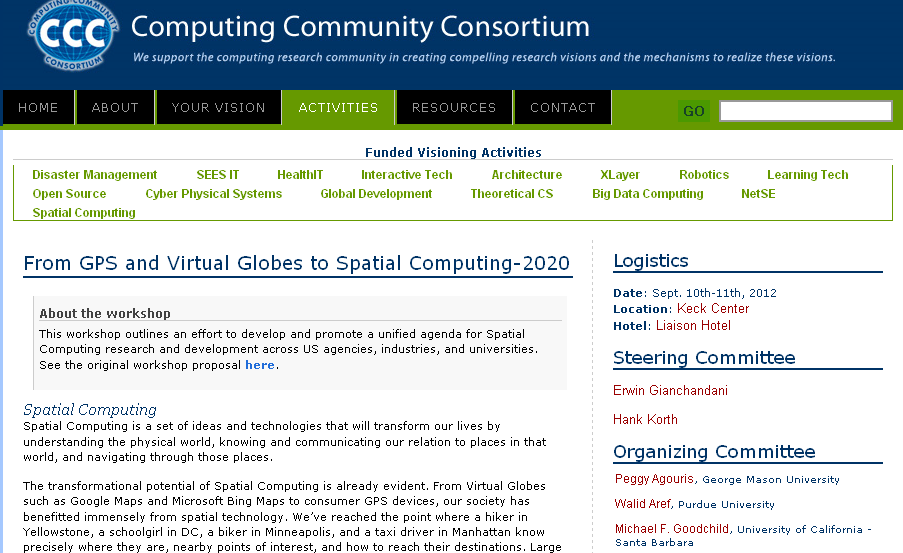 COMPUTING COMMUNITY
CCC
CONSORTIUM
Computing Community Consortium
We support the computing research community in creating compelling research visions and the mechanisms to realize these visions.
HOME ABOUT YOUR VISION ACTIVITIES RESOURCES CONTACT GO
Funded Visioning Activities
Disaster Management SEES IT HealthIT Interactive Tech Architecture XLayer Robotics Learning Tech
Open Source Cyber Physical Systems Global Development Theoretical CS Big Data Computing NetSE
Spatial Computing
From GPS and Virtual Globes to Spatial Computing-2020
About the workshop
This workshop outlines an effort to develop and promote a unified agenda for Spatial
Computing research and development across US agencies, industries, and universities.
See the original workshop proposal here.
Spatial Computing
Spatial Computing is a set of ideas and technologies that will transform our lives by
understanding the physical world, knowing and communicating our relation to places in that
world, and navigating through those places.
The transformational potential of Spatial Computing is already evident. From Virtual Globes
such as Google Maps and Microsoft Bing Maps to consumer GPS devices, our society has
benefitted immensely from spatial technology. We've reached the point where a hiker in
Yellowstone, a schoolgirl in DC, a biker in Minneapolis, and a taxi driver in Manhattan know
precisely where they are, nearby points of interest, and how to reach their destinations. Large
Logistics
Date: Sept. 10th-11th, 2012
Location: Keck Center
Hotel: Liaison Hotel
Steering Committee
Erwin Gianchandani
Hank Korth
Organizing Committee
Peggy Agouris, George Mason University
Walid Aref, Purdue University
Michael F. Goodchild, University of California -
Santa Barbara